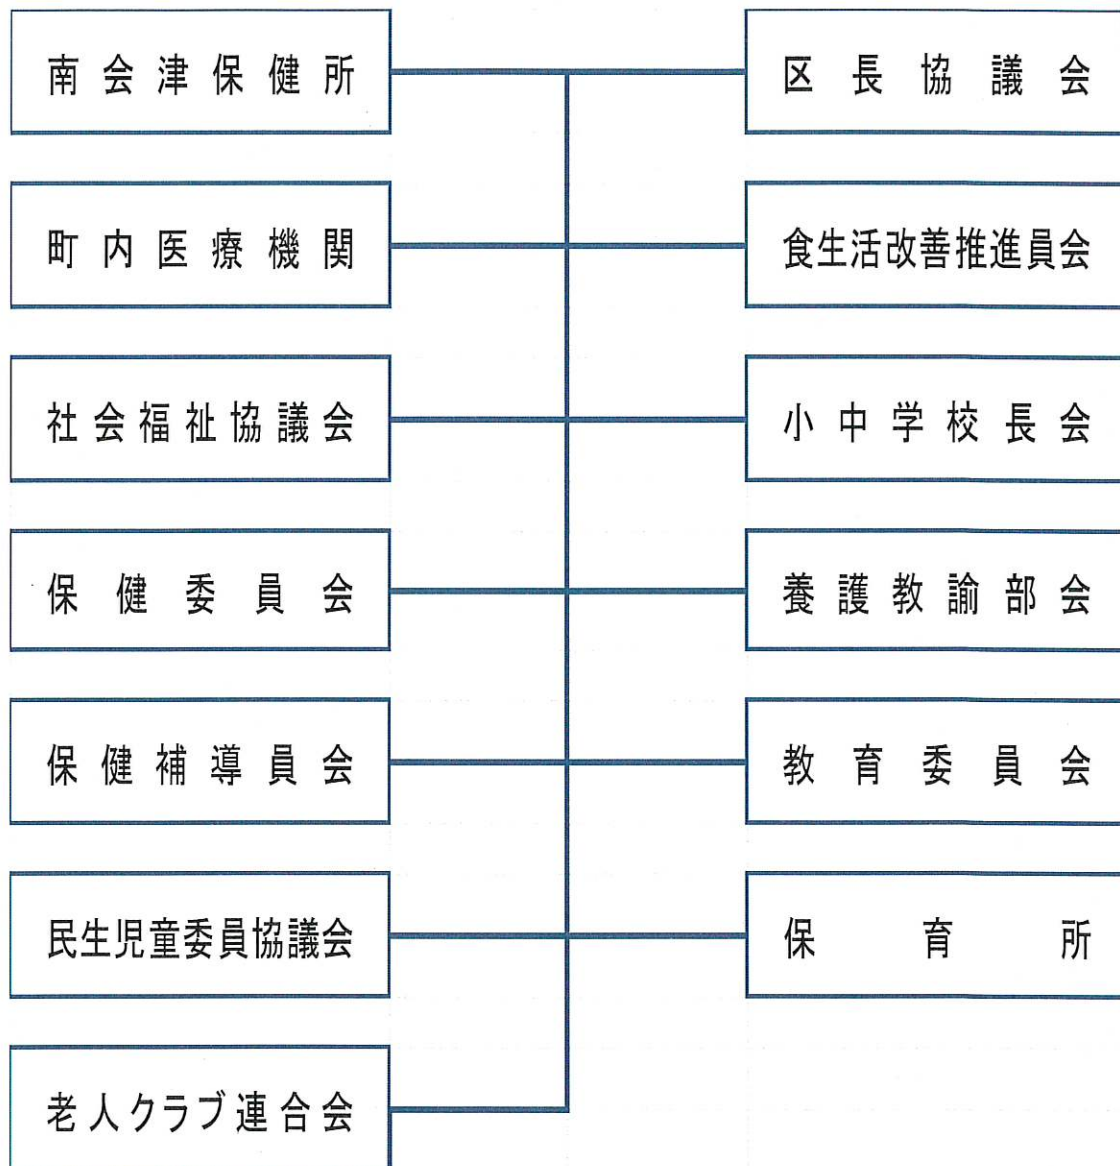 南会津保健所
区長協議会
町内医療機関
食生活改善推進員会
社会福祉協議会
小中学校長会
保健委員会
養護教諭部会
保健補導員会
教育委員会
民生児童委員協議会
保育所
老人クラブ連合会